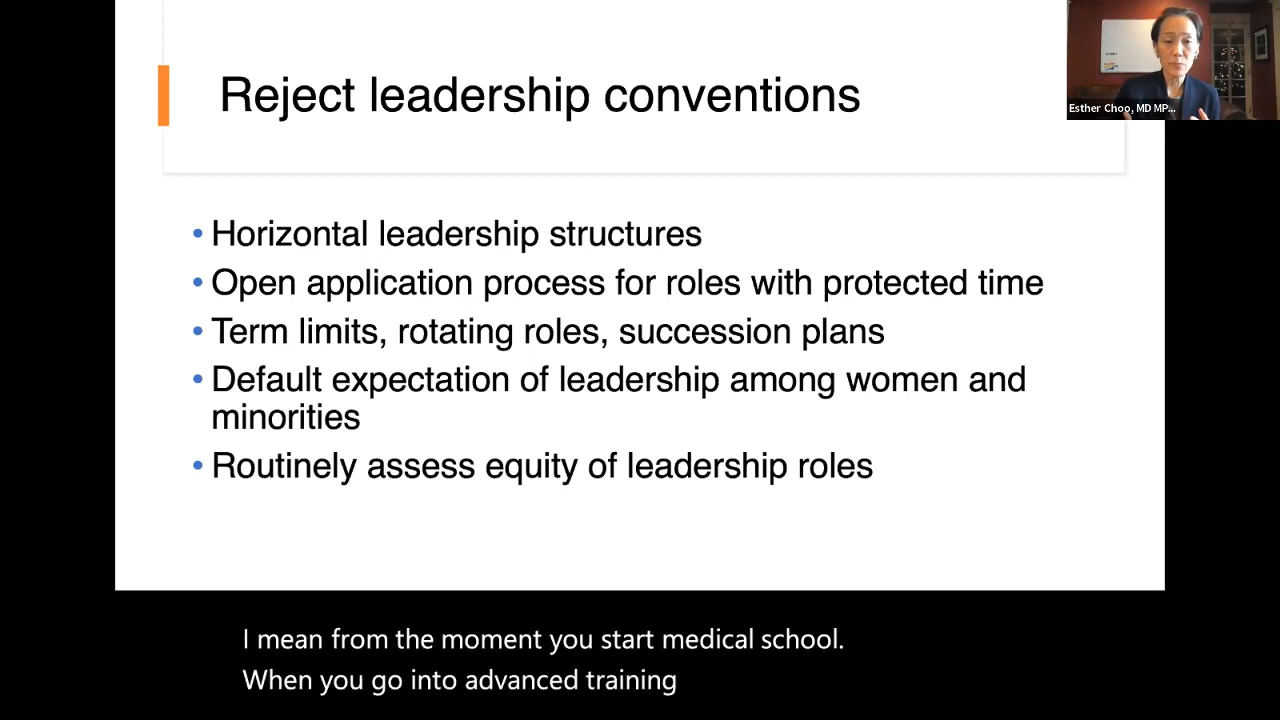 Reject leadership conventions
Esther Choo, MD MP...
• Horizontal leadership structures
• Open application process for roles with protected time
• Term limits, rotating roles, succession plans
• Default expectation of leadership among women and
minorities
• Routinely assess equity of leadership roles
I mean from the moment you start medical school.
When you go into advanced training